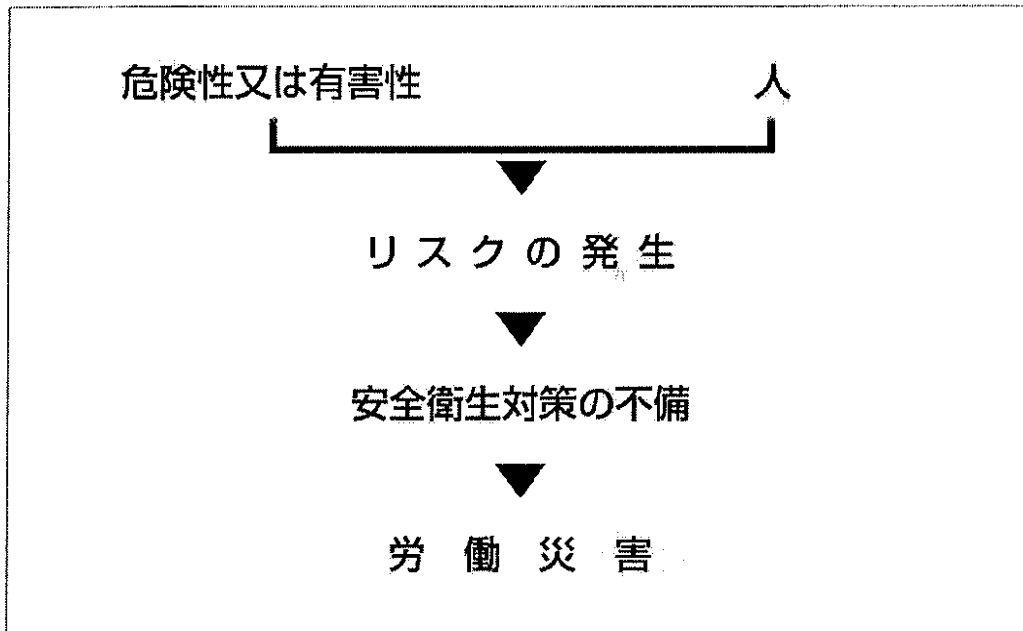 危険性又は有害性 人
リスクの発生
安全衛生対策の不備
労働災害